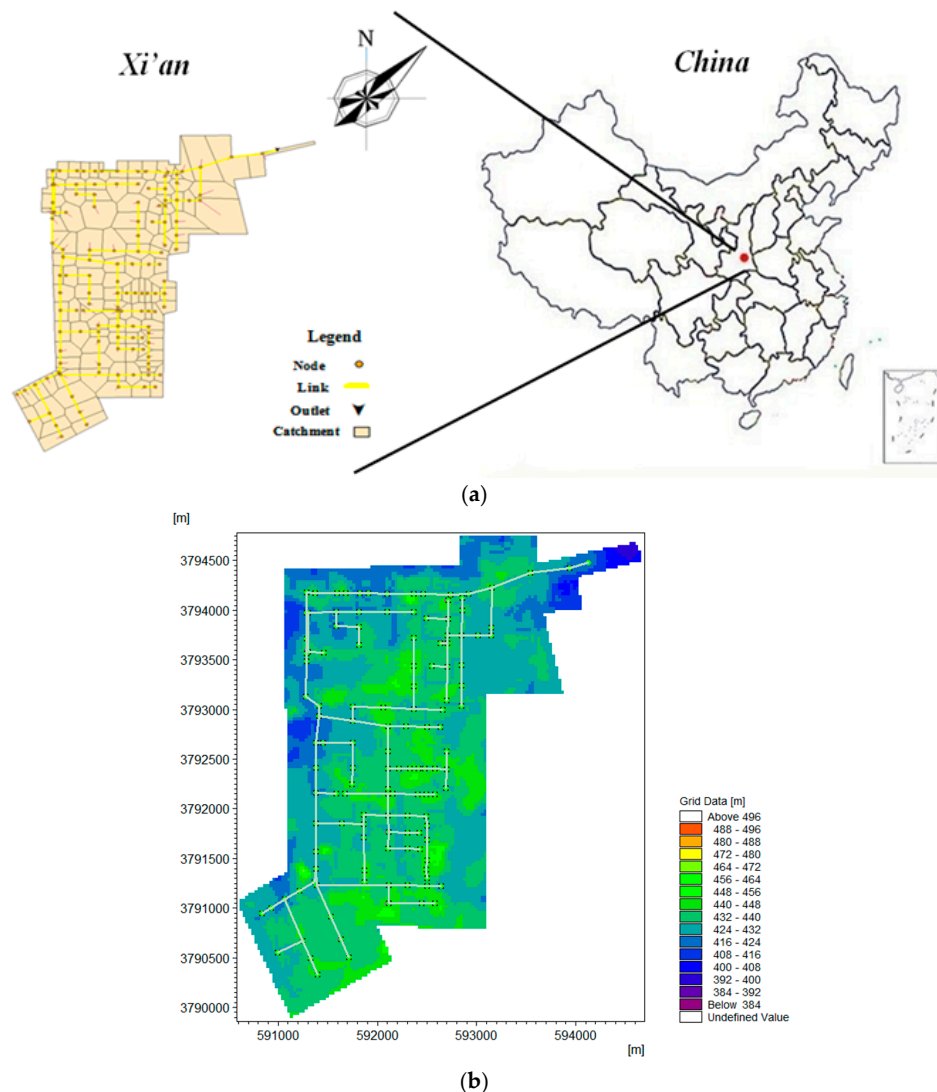 Xi'an
N
China
Legend
Node
Link
Outlet
Catchment
(a)
[m]
3794500
3794000
3793500
3793000
3792500
3792000
3791500
3791000
3790500
3790000
591000 592000 593000 594000
[m]
Grid Data [m]
Above 496
488 - 496
480 - 488
472 - 480
464 - 472
456 - 464
448 - 456
440 - 448
432 - 440
424 - 432
416 - 424
408 - 416
400 - 408
392 - 400
384 - 392
Below 384
Undefined Value
(b)